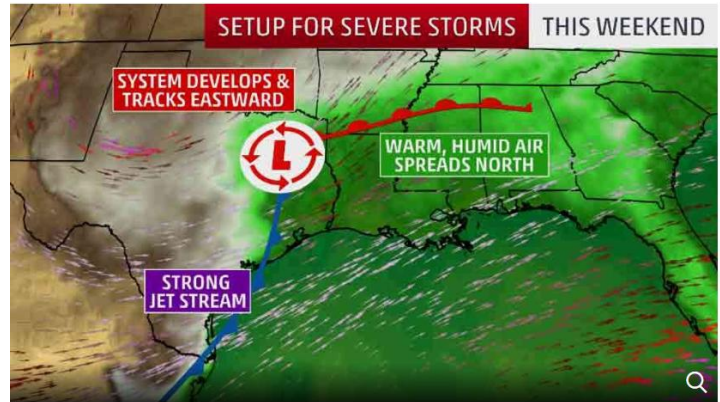 SETUP FOR SEVERE STORMS
THIS WEEKEND
SYSTEM DEVELOPS &
TRACKS EASTWARD
L
WARM, HUMID AIR
SPREADS NORTH
STRONG
JET STREAM